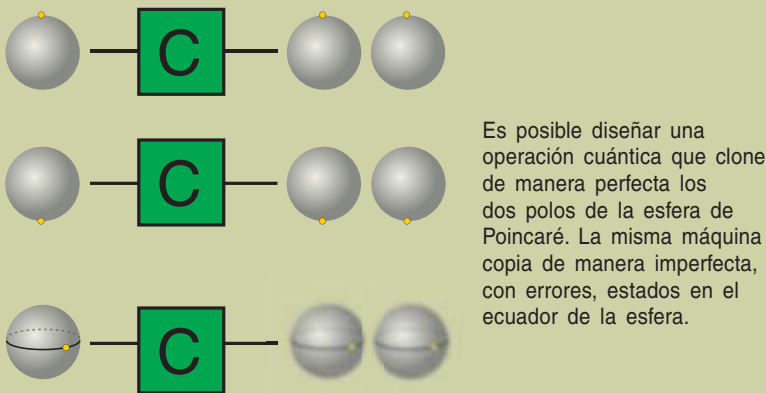 C
C
Es posible diseñar una
operación cuántica que clone
de manera perfecta los
dos polos de la esfera de
Poincaré. La misma máquina
copia de manera imperfecta,
con errores, estados en el
ecuador de la esfera.
C